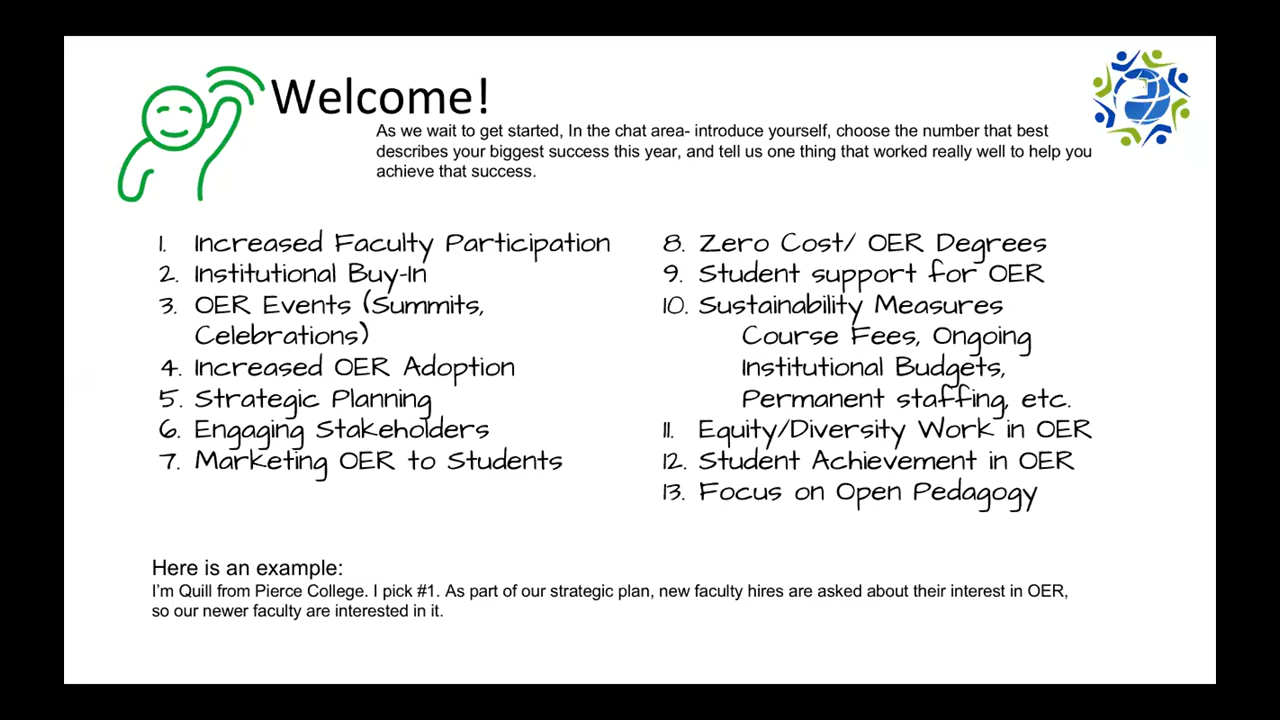 Welcome!
As we wait to get started, In the chat area- introduce yourself, choose the number that best
describes your biggest success this year, and tell us one thing that worked really well to help you
achieve that success.
1. Increased Faculty Participation
2. Institutional Buy-In
3. OER Events (Summits,
Celebrations)
4. Increased OER Adoption
5. Strategic Planning
6. Engaging Stakeholders
7. Marketing OER to Students
8. Zero Cost/ OER Degrees
9. Student support for OER
10. Sustainability Measures
Course Fees, Ongoing
Institutional Budgets,
Permanent staffing, etc.
11. Equity/Diversity Work in OER
12. Student Achievement in OER
13. Focus on Open Pedagogy
Here is an example:
I'm Quill from Pierce College. I pick #1. As part of our strategic plan, new faculty hires are asked about their interest in OER,
so our newer faculty are interested in it.